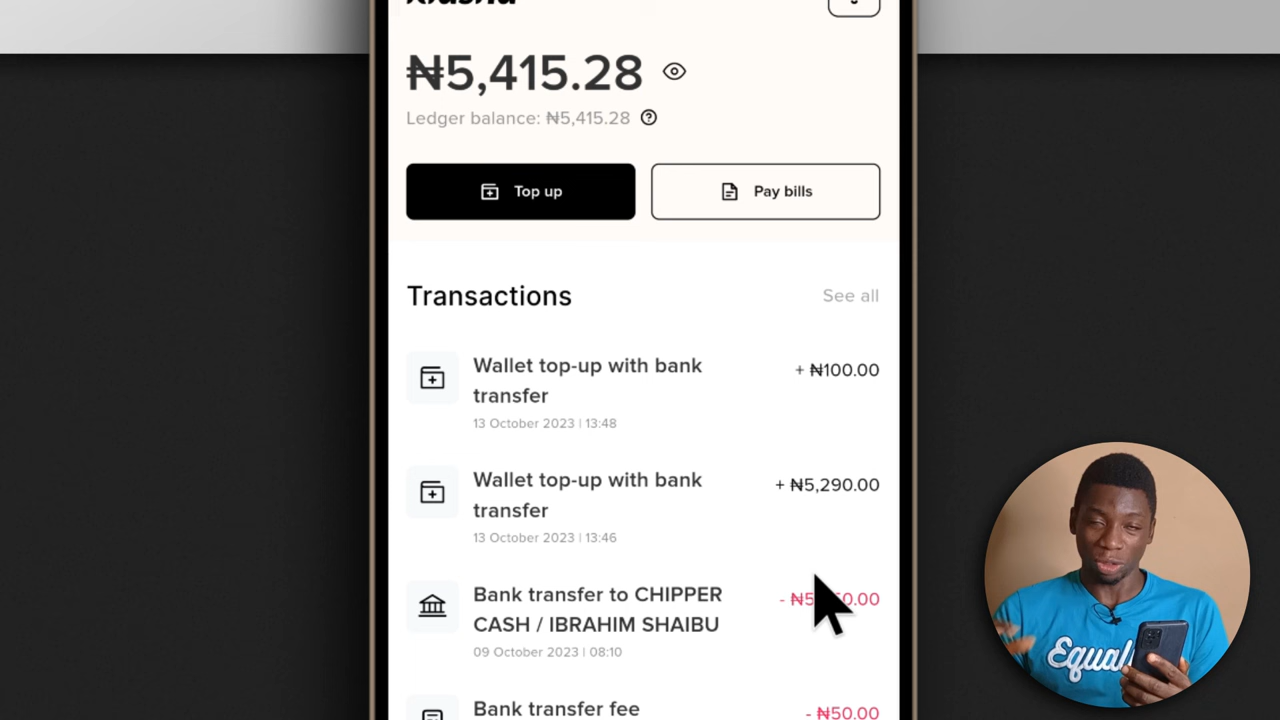 ₦5,415.28
Ledger balance: ₦5,415.28
Top up
Pay bills
Transactions
See all
Wallet top-up with bank
transfer
+ ₦100.00
13 October 2023 | 13:48
Wallet top-up with bank
transfer
+ ₦5,290.00
13 October 2023 | 13:46
Bank transfer to CHIPPER
CASH / IBRAHIM SHAIBU
09 October 2023 | 08:10
Bank transfer fee
- ₦50.00
Equal